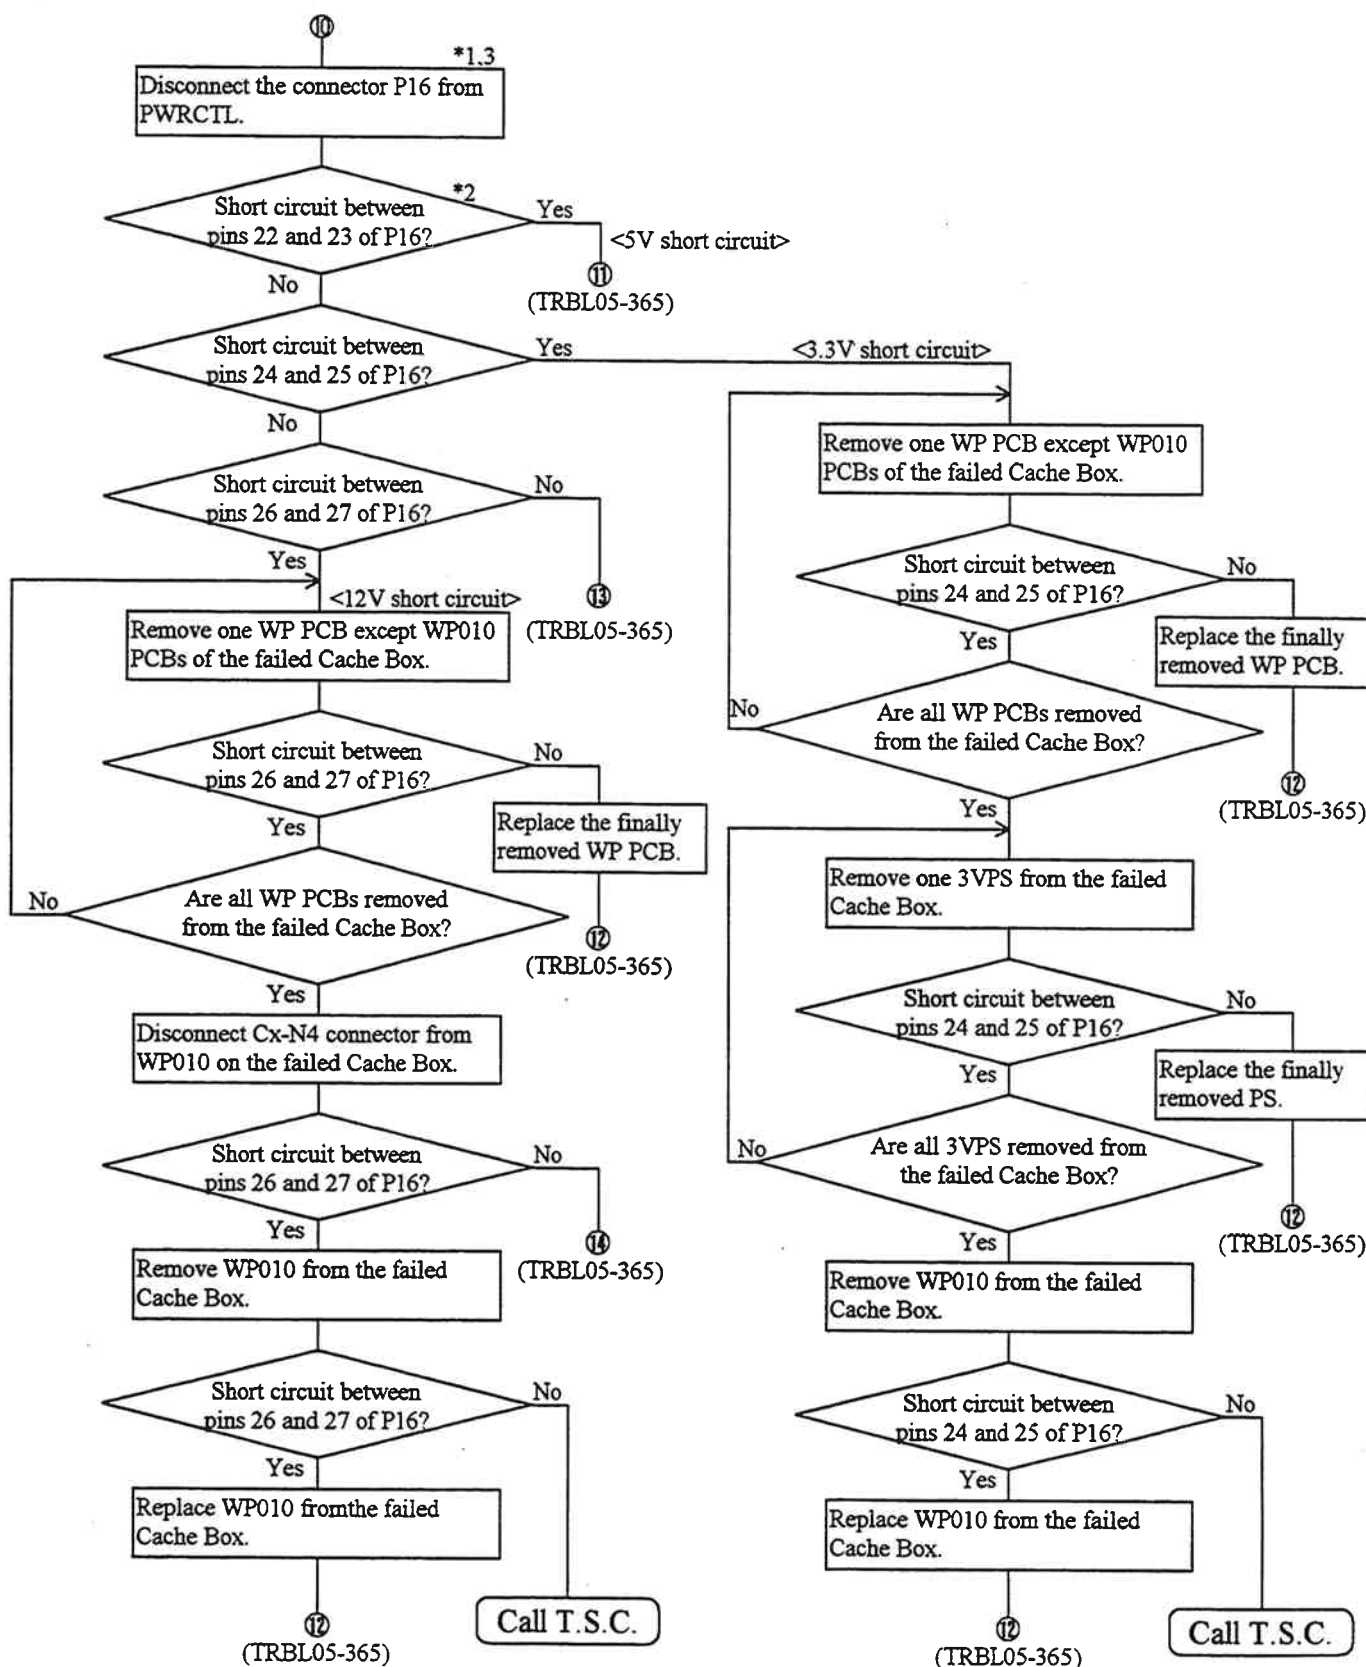 ⑩
*1,3
Disconnect the connector P16 from
PWRCTL.
*2
Short circuit between
pins 22 and 23 of P16?
Yes
<5V short circuit>
⑪
(TRBL05-365)
No
Short circuit between
pins 24 and 25 of P16?
Yes
<3.3V short circuit>
No
Short circuit between
pins 26 and 27 of P16?
No
⑬
(TRBL05-365)
Yes
<12V short circuit>
Remove one WP PCB except WP010
PCBs of the failed Cache Box.
Short circuit between
pins 26 and 27 of P16?
No
Replace the finally
removed WP PCB.
⑫
(TRBL05-365)
Yes
Are all WP PCBs removed
from the failed Cache Box?
No
Yes
Disconnect Cx-N4 connector from
WP010 on the failed Cache Box.
Short circuit between
pins 26 and 27 of P16?
No
⑭
(TRBL05-365)
Yes
Remove WP010 from the failed
Cache Box.
Short circuit between
pins 26 and 27 of P16?
No
Yes
Replace WP010 fromthe failed
Cache Box.
⑫
(TRBL05-365)
Call T.S.C.
Remove one WP PCB except WP010
PCBs of the failed Cache Box.
Short circuit between
pins 24 and 25 of P16?
No
Replace the finally
removed WP PCB.
⑫
(TRBL05-365)
Yes
Are all WP PCBs removed
from the failed Cache Box?
No
Yes
Remove one 3VPS from the failed
Cache Box.
Short circuit between
pins 24 and 25 of P16?
No
Replace the finally
removed PS.
⑫
(TRBL05-365)
Yes
Are all 3VPS removed from
the failed Cache Box?
No
Yes
Remove WP010 from the failed
Cache Box.
Short circuit between
pins 24 and 25 of P16?
No
Yes
Replace WP010 from the failed
Cache Box.
⑫
(TRBL05-365)
Call T.S.C.